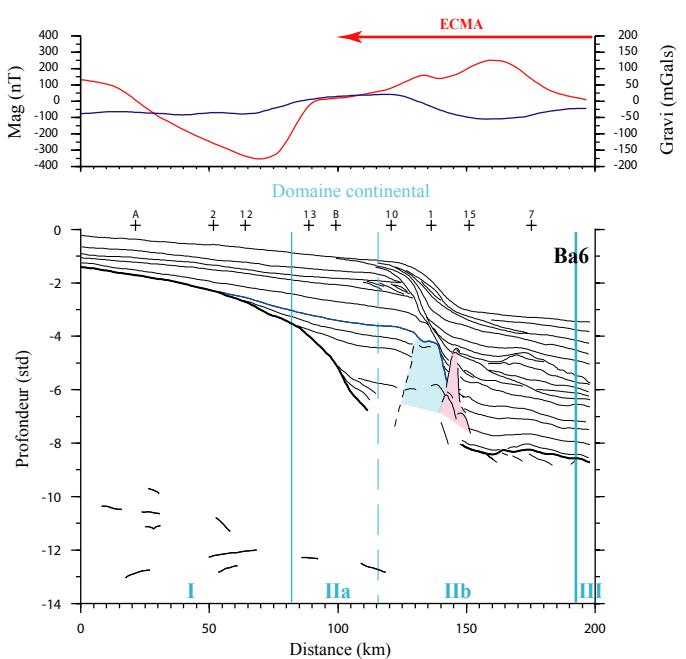 ECMA
400
300
200
100
0
-100
-200
-300
-400
Mag (nT)
200
150
100
50
0
-50
-100
-150
-200
Gravi (mGals)
Domaine continental
A 2 12 13 B 10 1 15 7
Ba6
0
-2
-4
-6
-8
-10
-12
-14
Profondeur (std)
I IIa IIb III
0 50 100 150 200
Distance (km)